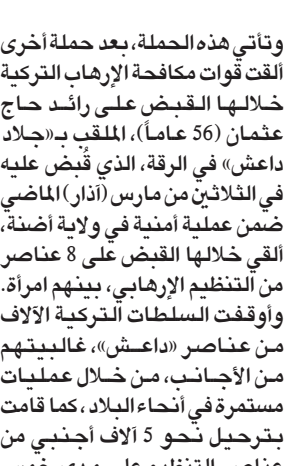 وتأتي هذه الحملة، بعد حملة أخرى
ألقت قوات مكافحة الإرهاب التركية
خلالها القبض على رائد حاج
عثمان (56 عاماً)، الملقب بـ«جلاد
داعش» في الرقة، الذي قُبض عليه
في الثلاثين من مارس (آذار) الماضي
ضمن عملية أمنية في ولاية أضنة،
ألقي خلالها القبض على 8 عناصر
من التنظيم الإرهابي، بينهم امرأة.
وأوقفت السلطات التركية الآلاف
من عناصر «داعش»، غالبيتهم
من الأجانب، من خلال عمليات
مستمرة في أنحاء البلاد، كما قامت
بترحيل نحو 5 آلاف أجنبي من